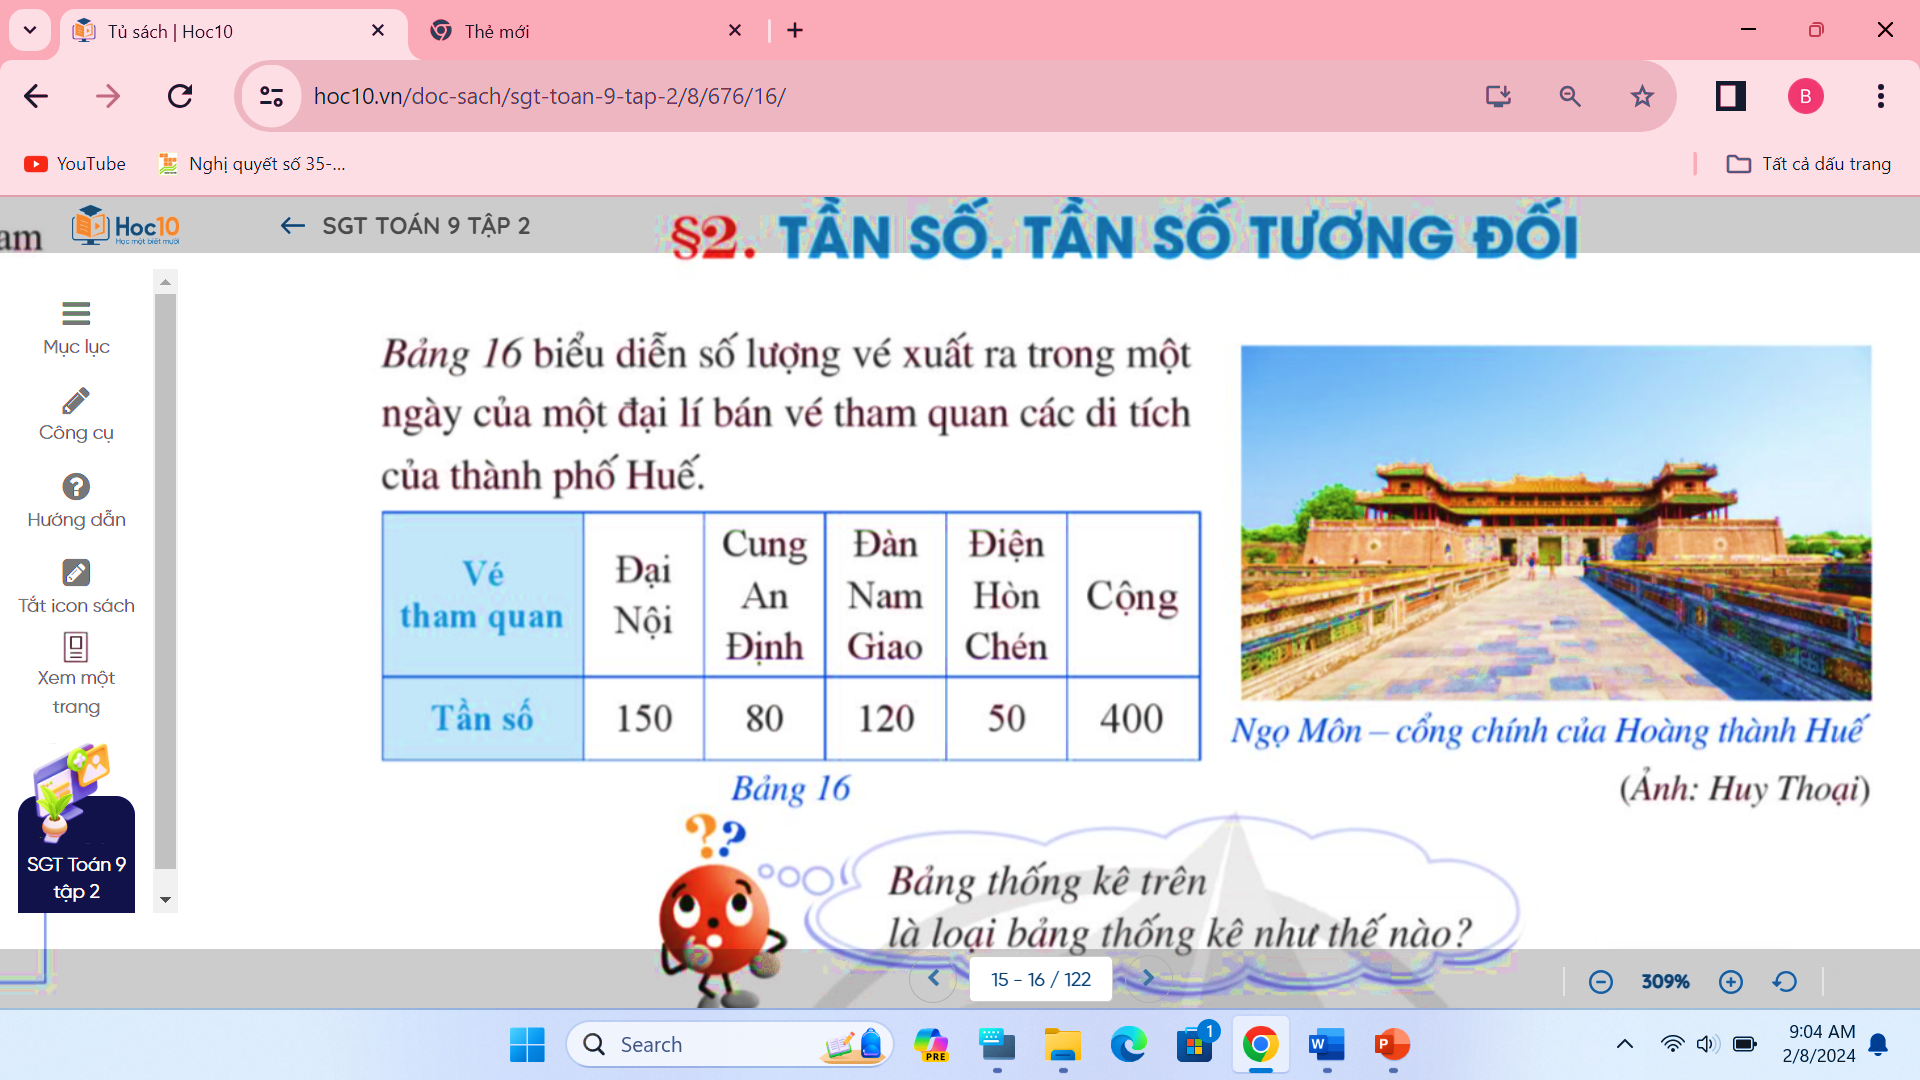 Tủ sách | Hoc10
Thẻ mới
hoc10.vn/doc-sach/sgt-toan-9-tap-2/8/676/16/
B
YouTube
Nghị quyết số 35-...
Tất cả dấu trang
am
Hoc10
Học một biết mười
SGT TOÁN 9 TẬP 2
§2. TẦN SỐ. TẦN SỐ TƯƠNG ĐỐI
Mục lục
Công cụ
Hướng dẫn
Tắt icon sách
Xem một
trang
SGT Toán 9
tập 2
Bảng 16 biểu diễn số lượng vé xuất ra trong một
ngày của một đại lí bán vé tham quan các di tích
của thành phố Huế.
Vé
tham quan
Đại
Nội
Cung
An
Định
Đàn
Nam
Giao
Điện
Hòn
Chén
Cộng
Tần số
150
80
120
50
400
Bảng 16
Ngọ Môn – cổng chính của Hoàng thành Huế
(Ảnh: Huy Thoại)
??
Bảng thống kê trên
là loại bảng thống kê như thế nào?
15 - 16 / 122
309%
Search
PRE
1
W
P
9:04 AM
2/8/2024